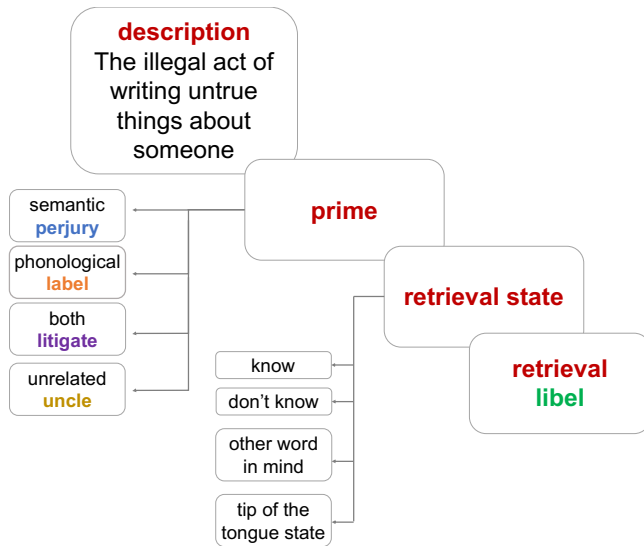 description
The illegal act of
writing untrue
things about
someone
prime
semantic
perjury
phonological
label
both
litigate
unrelated
uncle
retrieval state
know
don't know
other word
in mind
tip of the
tongue state
retrieval
libel